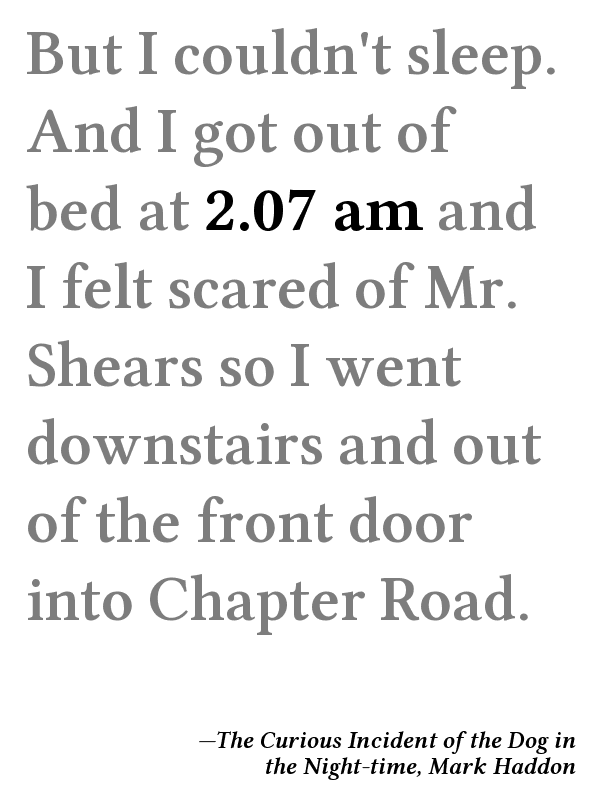 But I couldn't sleep.
And I got out of
bed at 2.07 am and
I felt scared of Mr.
Shears so I went
downstairs and out
of the front door
into Chapter Road.
—The Curious Incident of the Dog in
the Night-time, Mark Haddon